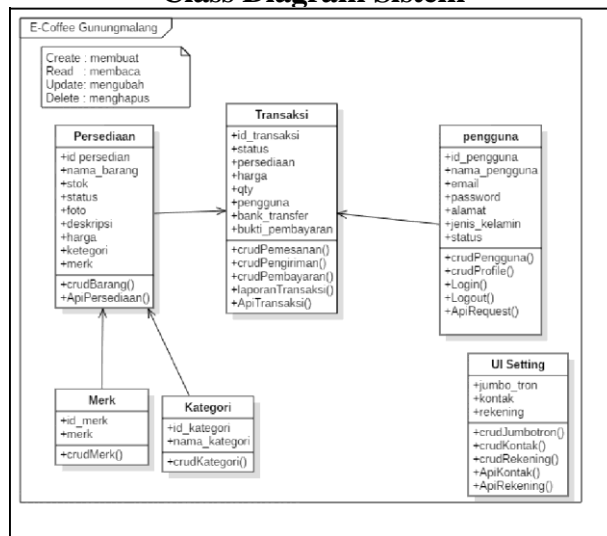 Class Diagram Sistem
E-Coffee Gunungmalang
Create : membuat
Read : membaca
Update: mengubah
Delete : menghapus
Persediaan
+id persedian
+nama_barang
+stok
+status
+foto
+deskripsi
+harga
+ketegori
+merk
+crudBarang()
+ApiPersediaan()
Transaksi
+id_transaksi
+status
+persediaan
+harga
+qty
+pengguna
+bank_transfer
+bukti_pembayaran
+crudPemesanan()
+crudPengiriman()
+crudPembayaran()
+laporanTransaksi()
+ApiTransaksi()
pengguna
+id_pengguna
+nama_pengguna
+email
+password
+alamat
+jenis_kelamin
+status
+crudPengguna()
+crudProfile()
+Login()
+Logout()
+ApiRequest()
Merk
+id_merk
+merk
+crudMerk()
Kategori
+id_kategori
+nama_kategori
+crudKategori()
UI Setting
+jumbo_tron
+kontak
+rekening
+crudJumbotron()
+crudKontak()
+crudRekening()
+ApiKontak()
+ApiRekening()